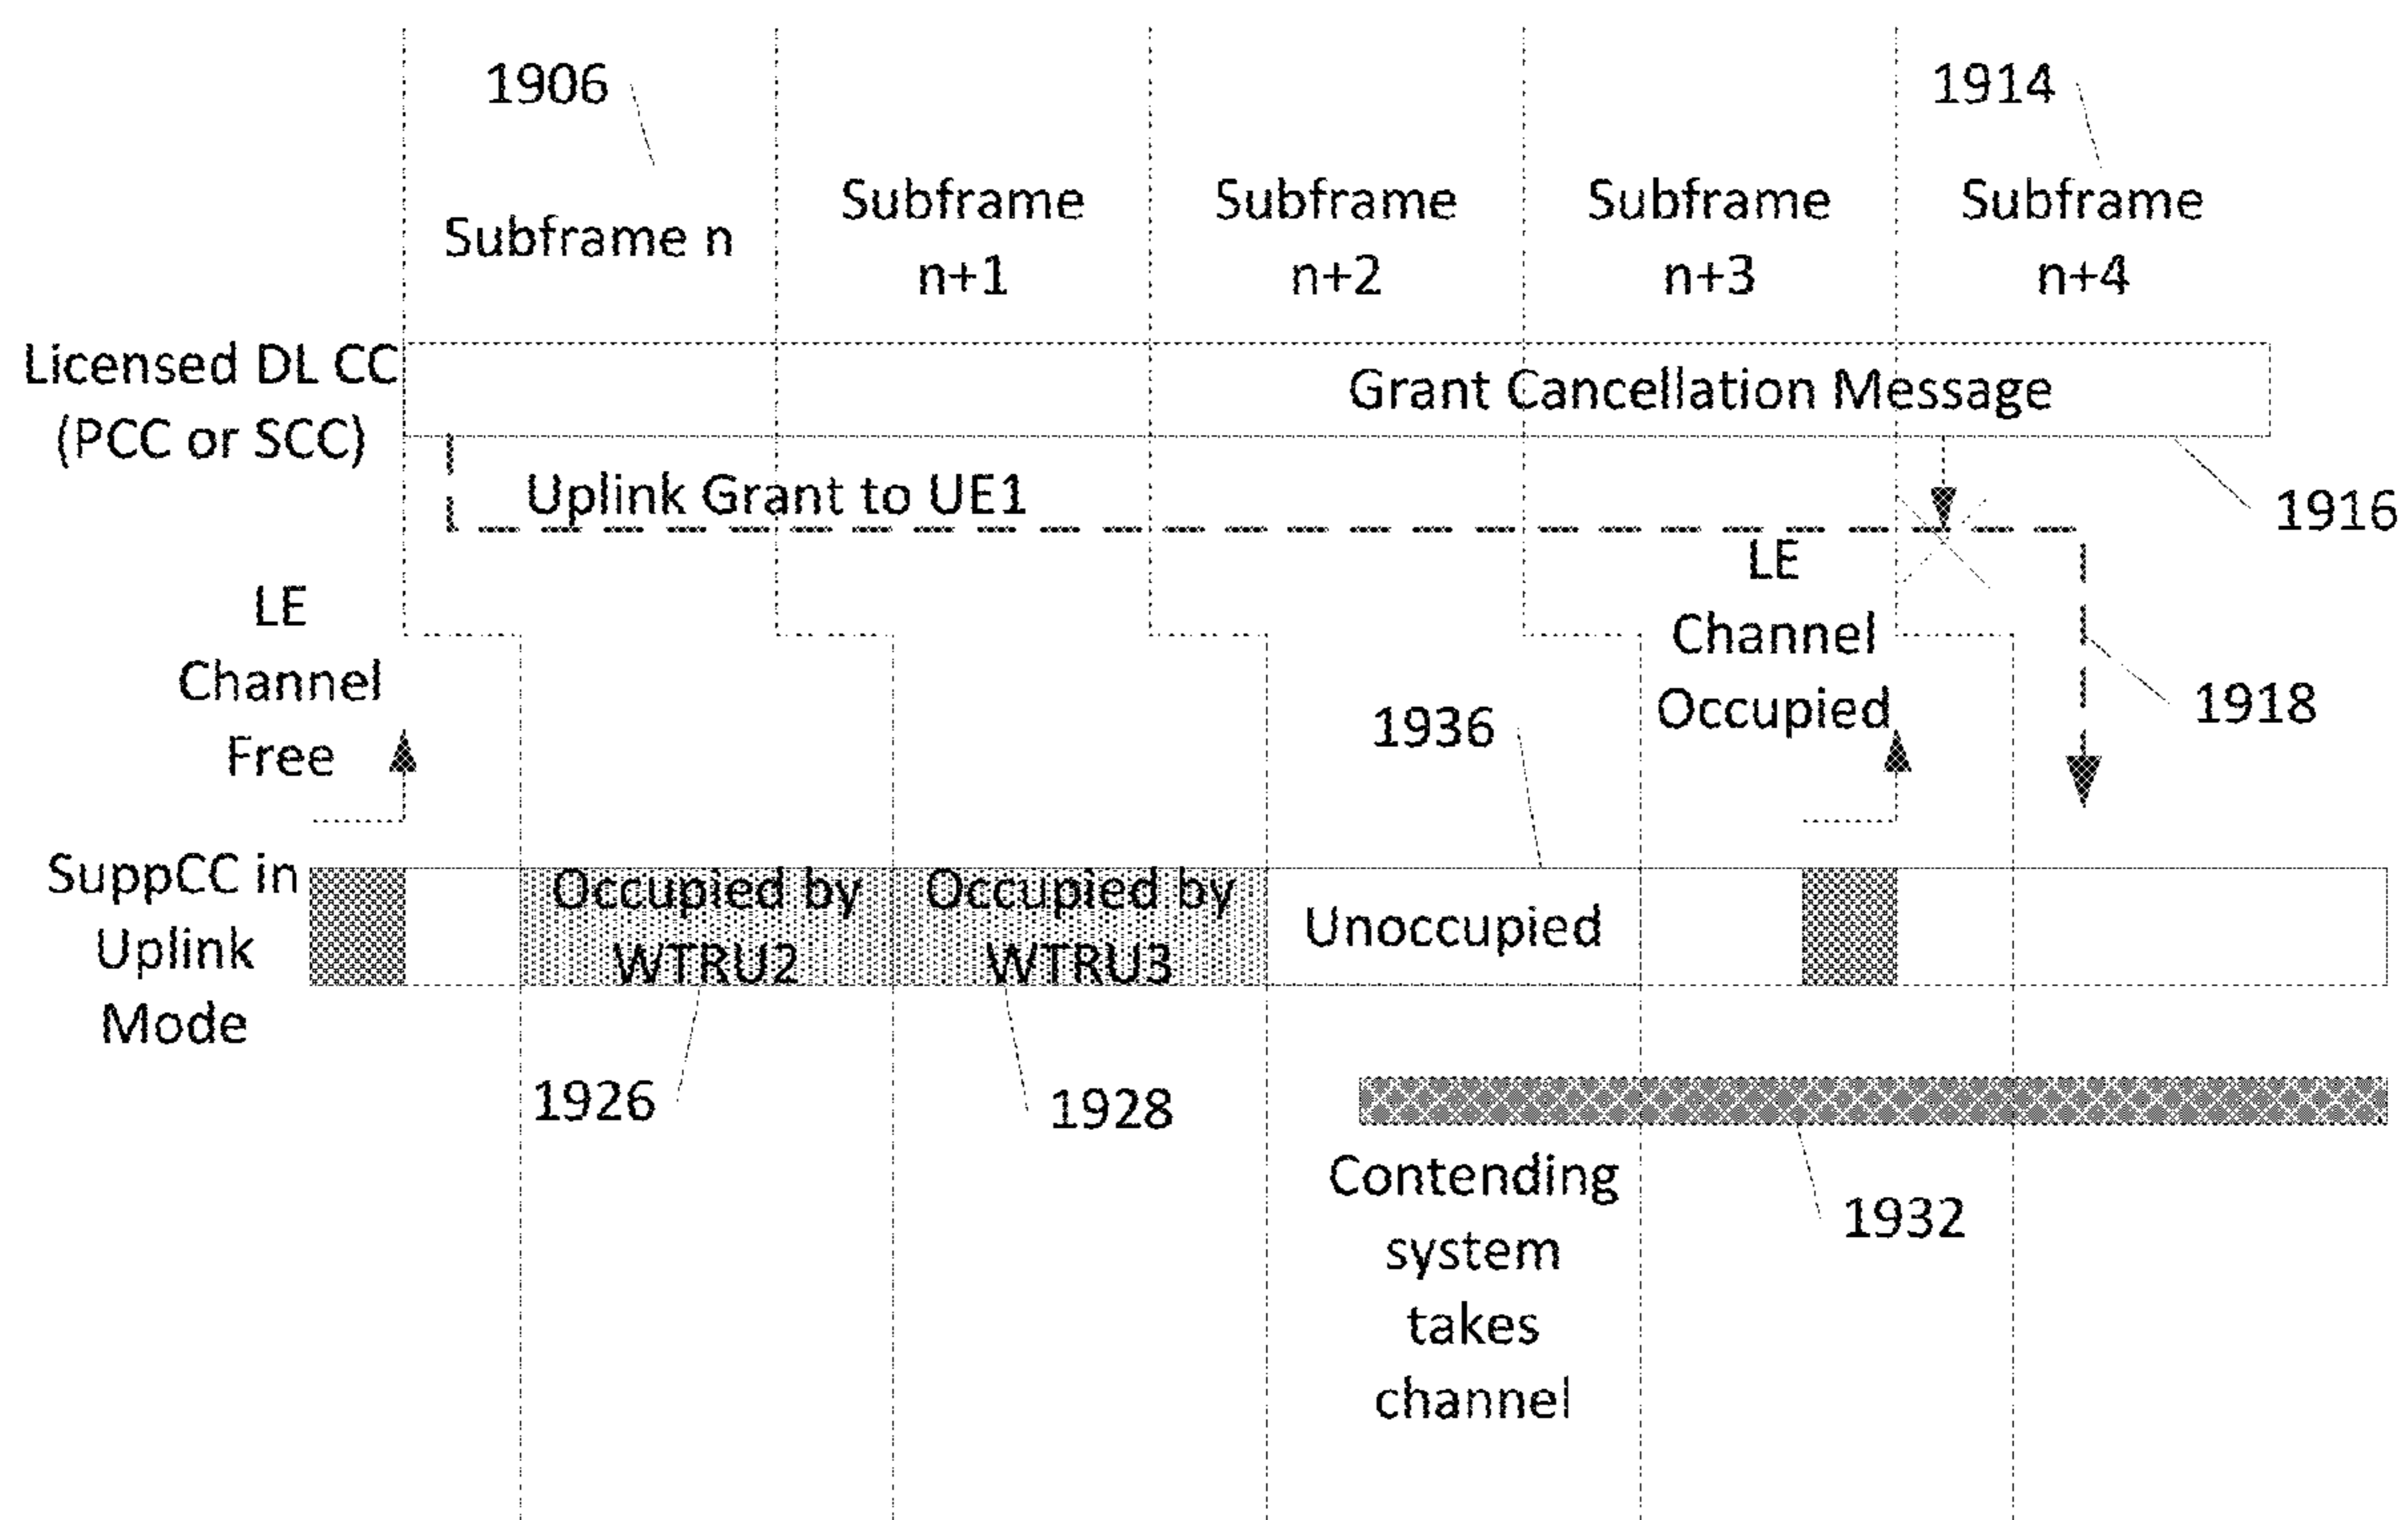 1906
1914
Subframe n
Subframe
n+1
Subframe
n+2
Subframe
n+3
Subframe
n+4
Licensed DL CC
(PCC or SCC)
Grant Cancellation Message
Uplink Grant to UE1
1916
LE
Channel
Free
LE
Channel
Occupied
1918
1936
SuppCC in
Uplink
Mode
Occupied by
WTRU2
Occupied by
WTRU3
Unoccupied
1926
1928
Contending
system
takes
channel
1932